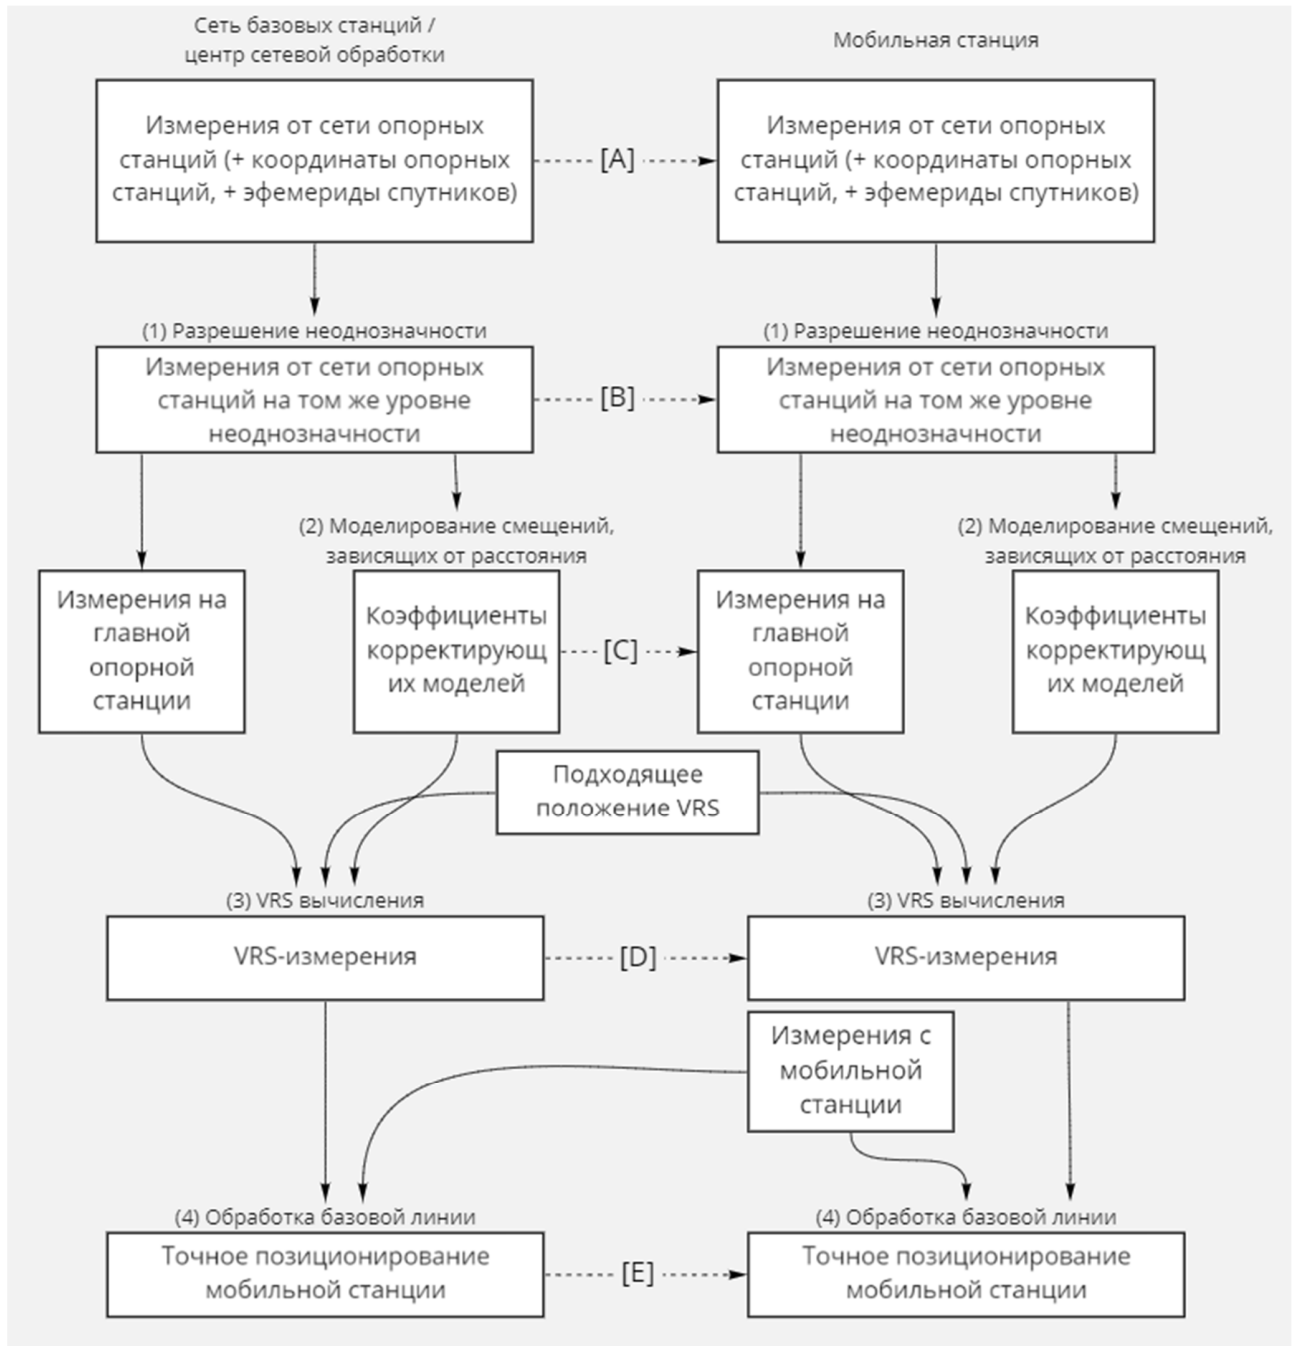 Сеть базовых станций /
центр сетевой обработки
Мобильная станция
Измерения от сети опорных
станций (+ координаты опорных
станций, + эфемериды спутников)
[A]
Измерения от сети опорных
станций (+ координаты опорных
станций, + эфемериды спутников)
(1) Разрешение неоднозначности
(1) Разрешение неоднозначности
Измерения от сети опорных
станций на том же уровне
неоднозначности
[B]
Измерения от сети опорных
станций на том же уровне
неоднозначности
(2) Моделирование смещений,
зависящих от расстояния
(2) Моделирование смещений,
зависящих от расстояния
Измерения на
главной
опорной
станции
Коэффициенты
корректирующ
их моделей
[C]
Измерения на
главной
опорной
станции
Коэффициенты
корректирующ
их моделей
Подходящее
положение VRS
(3) VRS вычисления
(3) VRS вычисления
VRS-измерения
[D]
VRS-измерения
Измерения с
мобильной
станции
(4) Обработка базовой линии
(4) Обработка базовой линии
Точное позиционирование
мобильной станции
[E]
Точное позиционирование
мобильной станции